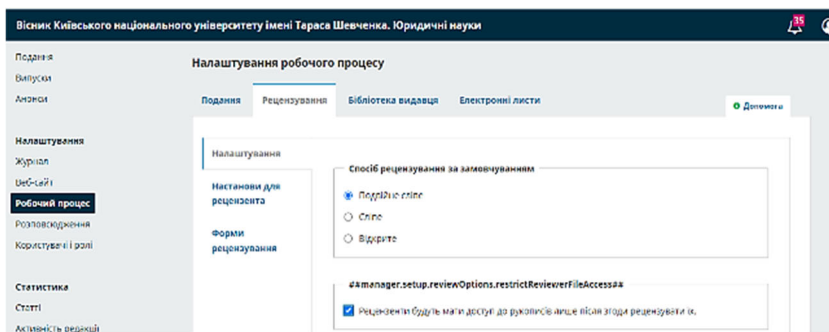 Вісник Київського національного університету імені Тараса Шевченка. Юридичні науки
35
Подання
Випуски
Анонси
Налаштування
Журнал
Веб-сайт
Робочий процес
Розповсюдження
Користувачі і ролі
Статистика
Статті
Активність редакції
Налаштування робочого процесу
Подання Рецензування Бібліотека видавця Електронні листи
Допомога
Налаштування
Настанови для
рецензента
Форми
рецензування
Спосіб рецензування за замовчуванням
Подвійне сліпе
Сліпе
Відкрите
##manager.setup.reviewOptions.restrictReviewerFileAccess##
Рецензенти будуть мати доступ до рукописів лише після згоди рецензувати їх.